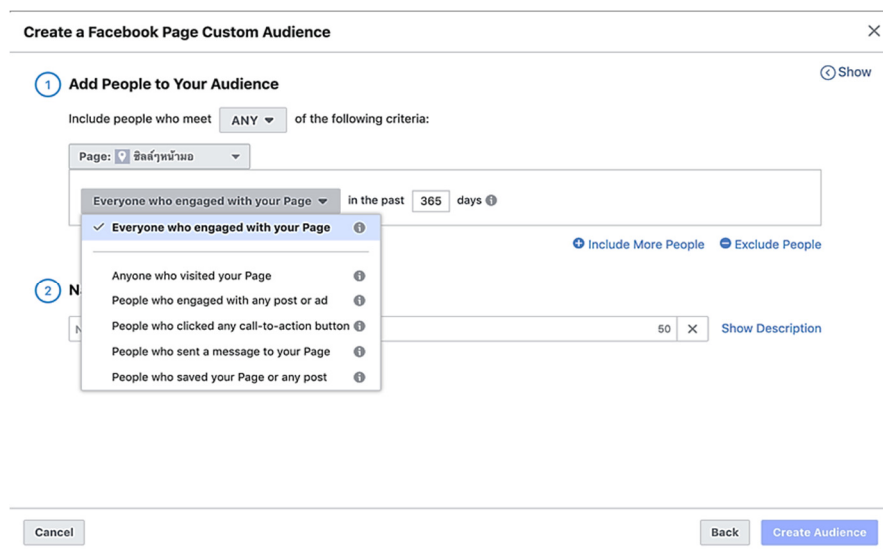 Create a Facebook Page Custom Audience
Show
1 Add People to Your Audience
Include people who meet ANY of the following criteria:
Page: ชิลล์ๆหน้ามอ
Everyone who engaged with your Page in the past 365 days
Everyone who engaged with your Page
Include More People Exclude People
Anyone who visited your Page
2
People who engaged with any post or ad
People who clicked any call-to-action button
50 Show Description
People who sent a message to your Page
People who saved your Page or any post
Cancel Back Create Audience